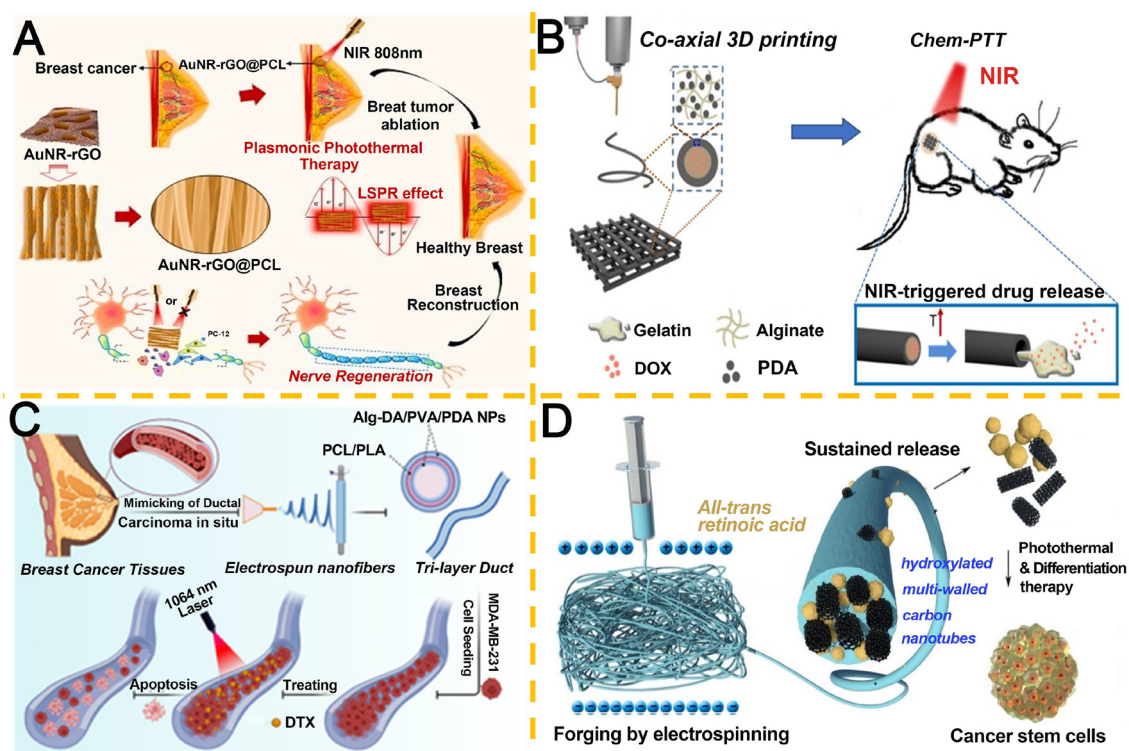 A
Breast cancer
AuNR-rGO@PCL
NIR 808nm
Breat tumor
ablation
AuNR-rGO
Plasmonic Photothermal
Therapy
LSPR effect
e-
e-
e-
e-
AuNR-rGO@PCL
Healthy Breast
Breast
Reconstruction
or
PC-12
Nerve Regeneration
B
Co-axial 3D printing
Chem-PTT
NIR
Gelatin
Alginate
DOX
PDA
NIR-triggered drug release
T
C
Alg-DA/PVA/PDA NPs
PCL/PLA
Mimicking of Ductal
Carcinoma in situ
Breast Cancer Tissues
Electrospun nanofibers
Tri-layer Duct
1064 nm
Laser
MDA-MB-231
Cell Seeding
Apoptosis
Treating
DTX
D
Sustained release
All-trans
retinoic acid
hydroxylated
multi-walled
carbon
nanotubes
Photothermal
& Differentiation
therapy
Forging by electrospinning
Cancer stem cells